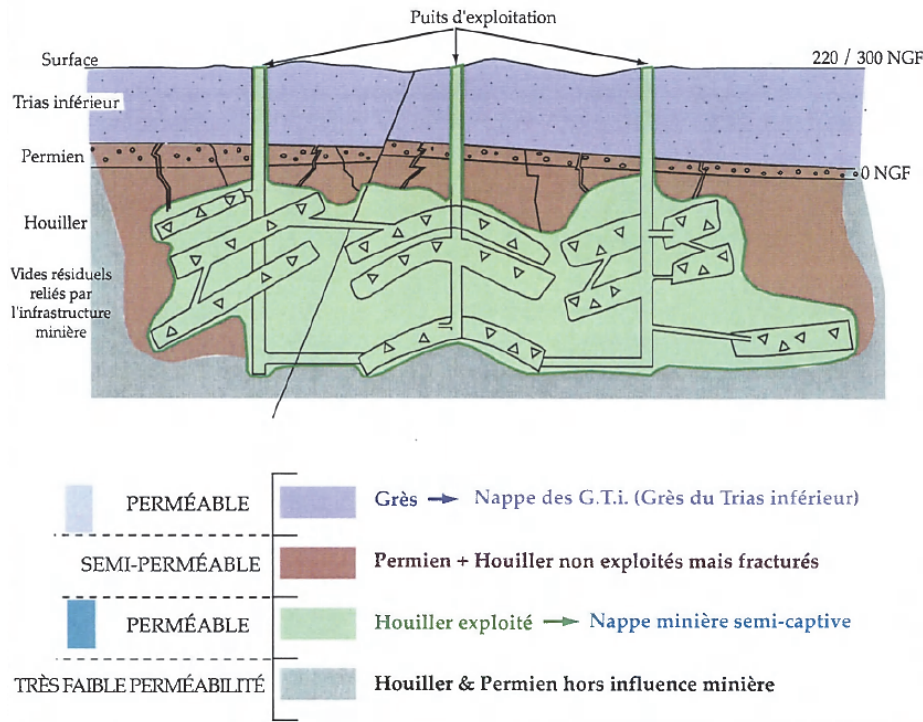 Puits d'exploitation
Surface
220 / 300 NGF
Trias inférieur
Permien
0 NGF
Houiller
Vides résiduels
reliés par
l'infrastructure
minière
PERMÉABLE
Grès → Nappe des G.T.i. (Grès du Trias inférieur)
SEMI-PERMÉABLE
Permien + Houiller non exploités mais fracturés
PERMÉABLE
Houiller exploité → Nappe minière semi-captive
TRÈS FAIBLE PERMÉABILITÉ
Houiller & Permien hors influence minière